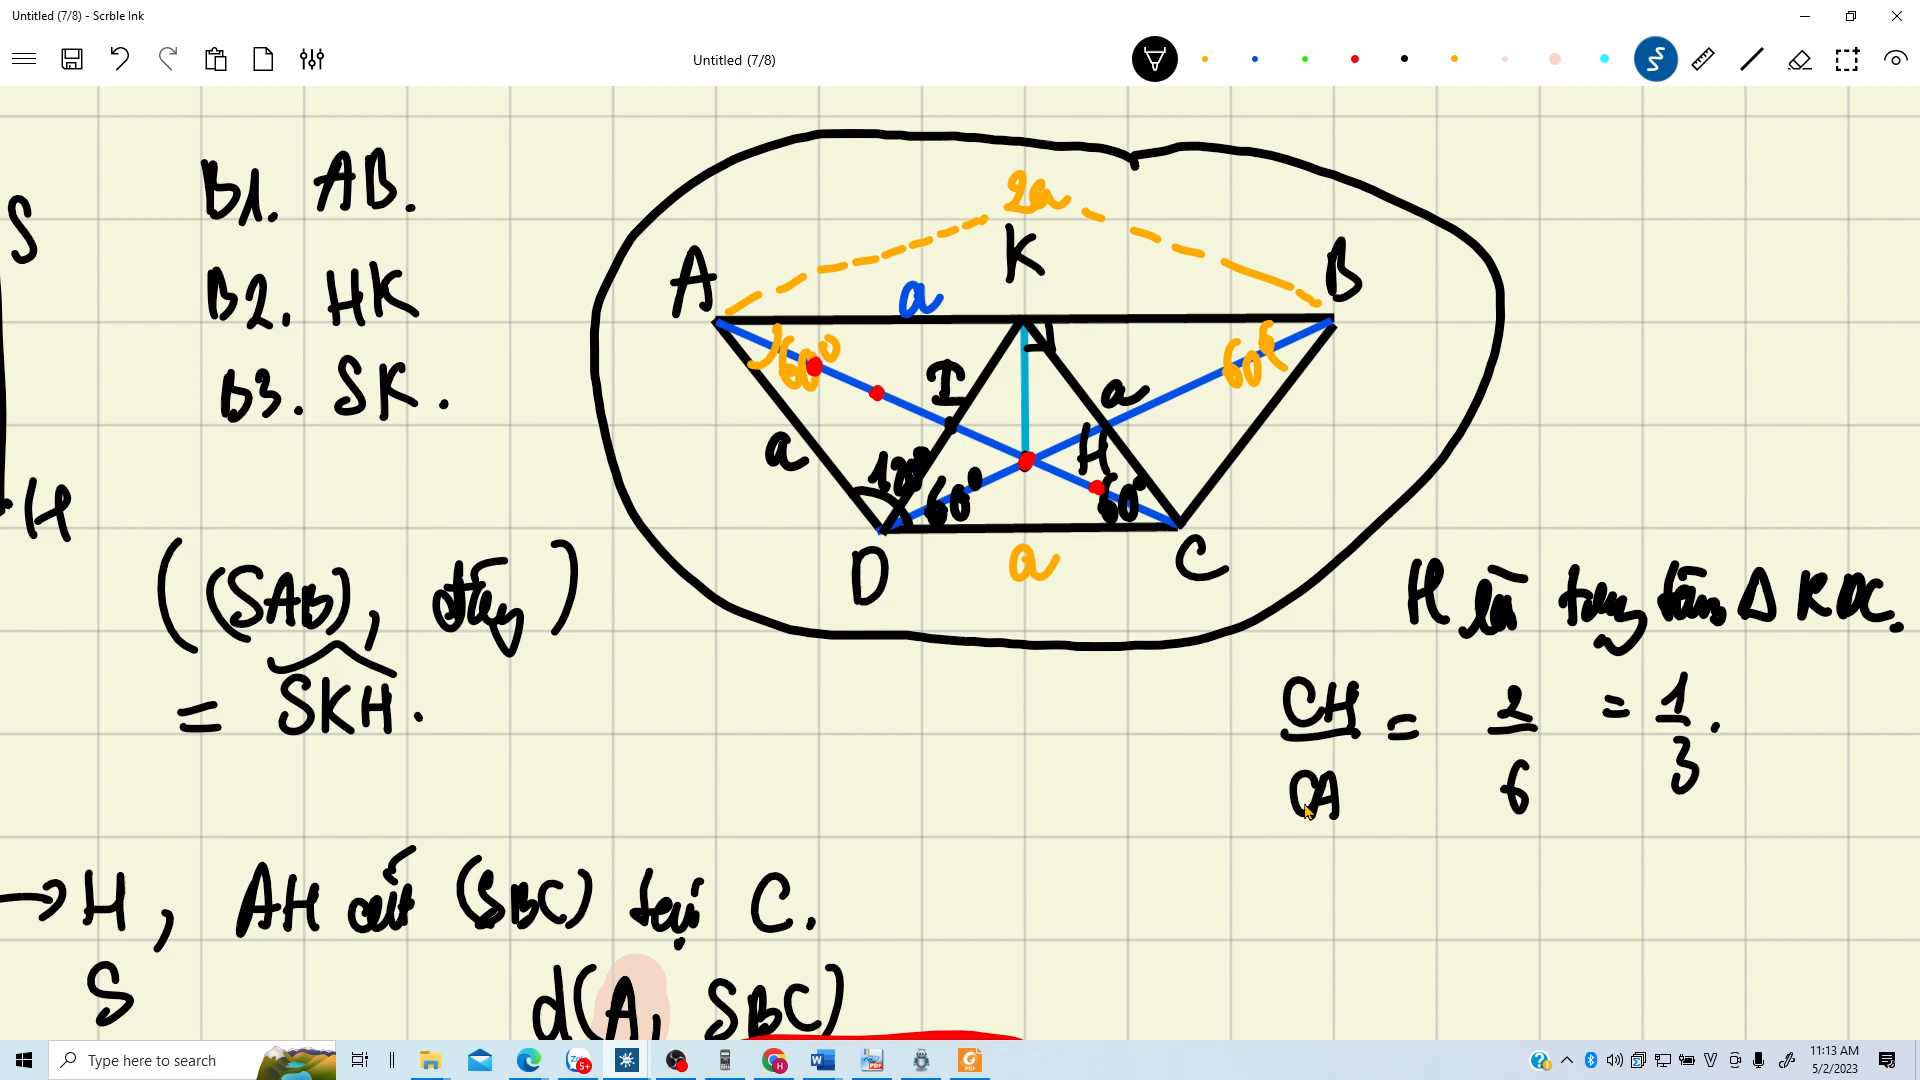 Untitled (7/8) - Scrble Ink
Untitled (7/8)
S
B1. AB.
B2. HK
B3. SK.
H
((SAB), đáy)
= SKH.
2a
A
K
B
a
60°
60°
I
a
a
H
120°
60°
60°
D
a
C
H là trọng tâm Δ KDC.
CH/CA = 2/6 = 1/3.
→ H, AH cắt (SBC) tại C.
S
d(A, SBC)
Type here to search
5+
11:13 AM
5/2/2023